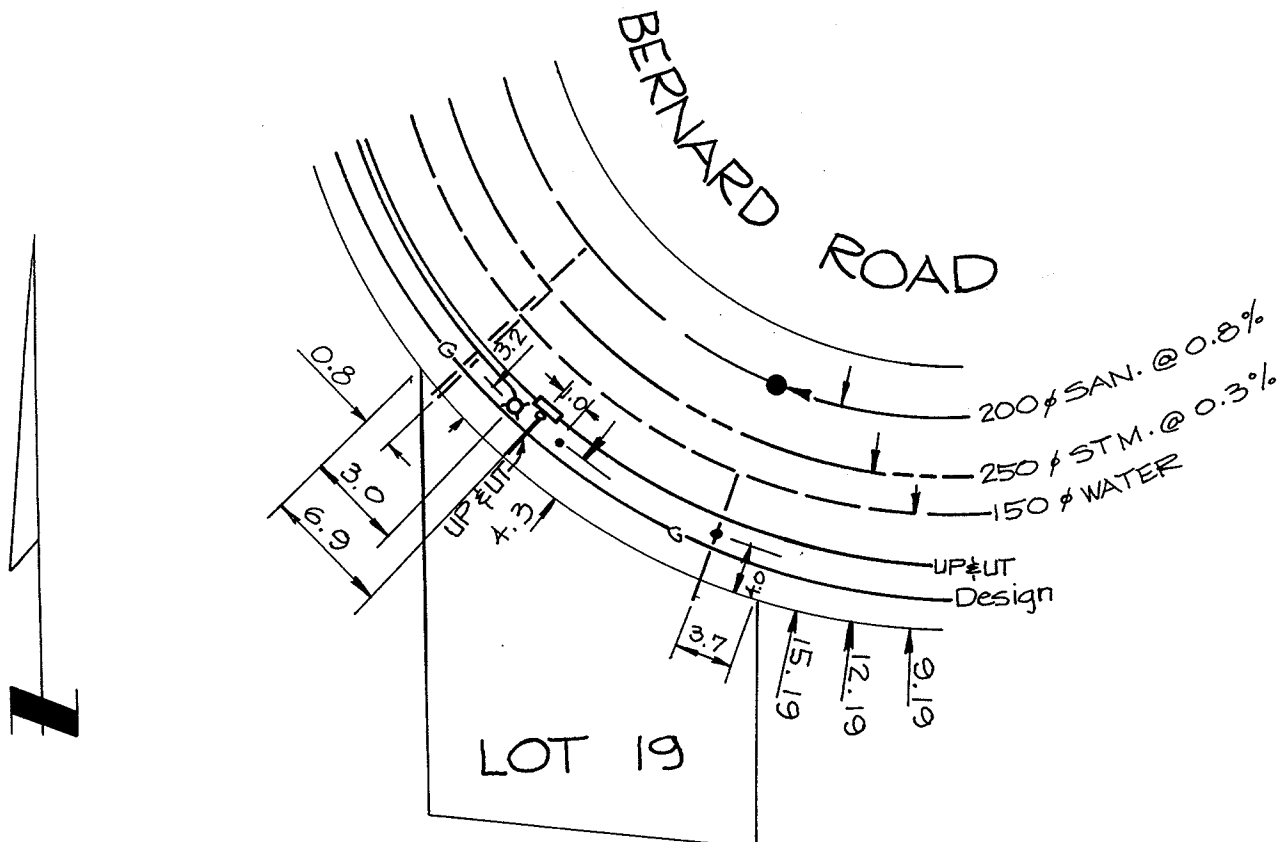 BERNARD
ROAD
200 ⌀ SAN. @ 0.8%
250 ⌀ STM. @ 0.3%
150 ⌀ WATER
UP&UT
Design
G
3.2
0.8
1.0
3.0
6.9
UP&UT
4.3
G
4.0
3.7
15.19
12.19
9.19
LOT 19